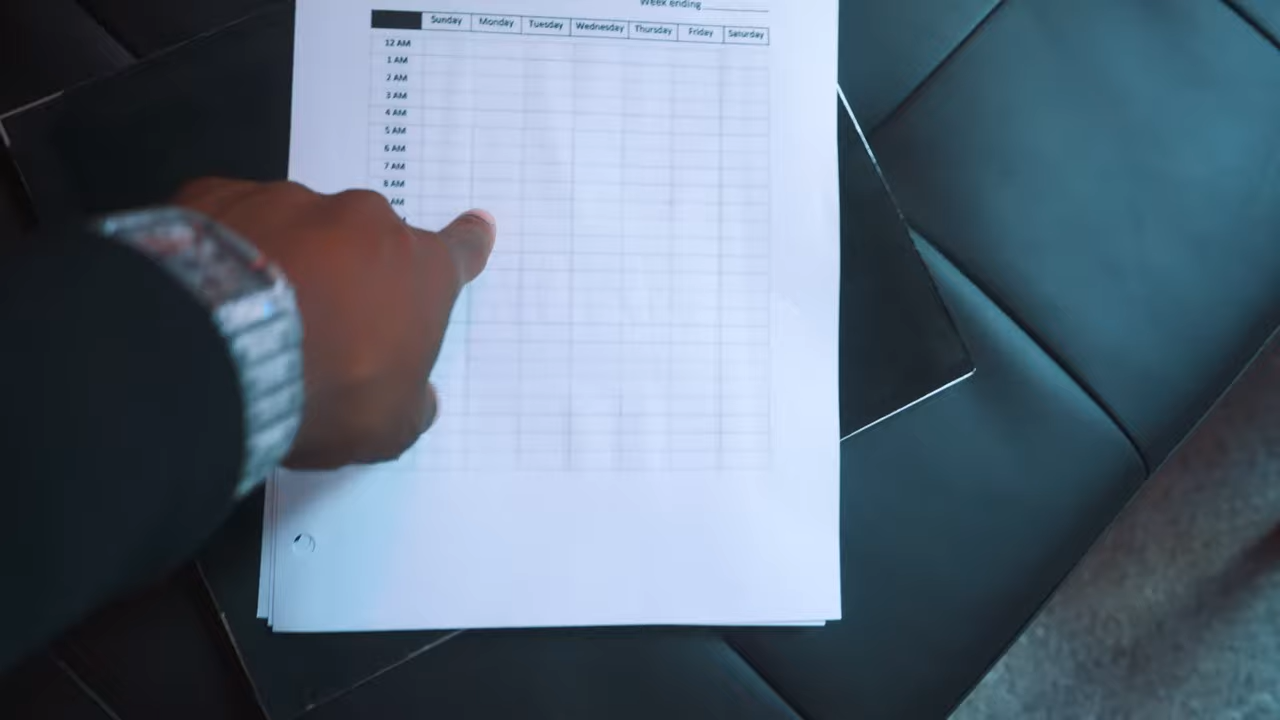 Week ending
Sunday Monday Tuesday Wednesday Thursday Friday Saturday
12 AM
1 AM
2 AM
3 AM
4 AM
5 AM
6 AM
7 AM
8 AM
AM